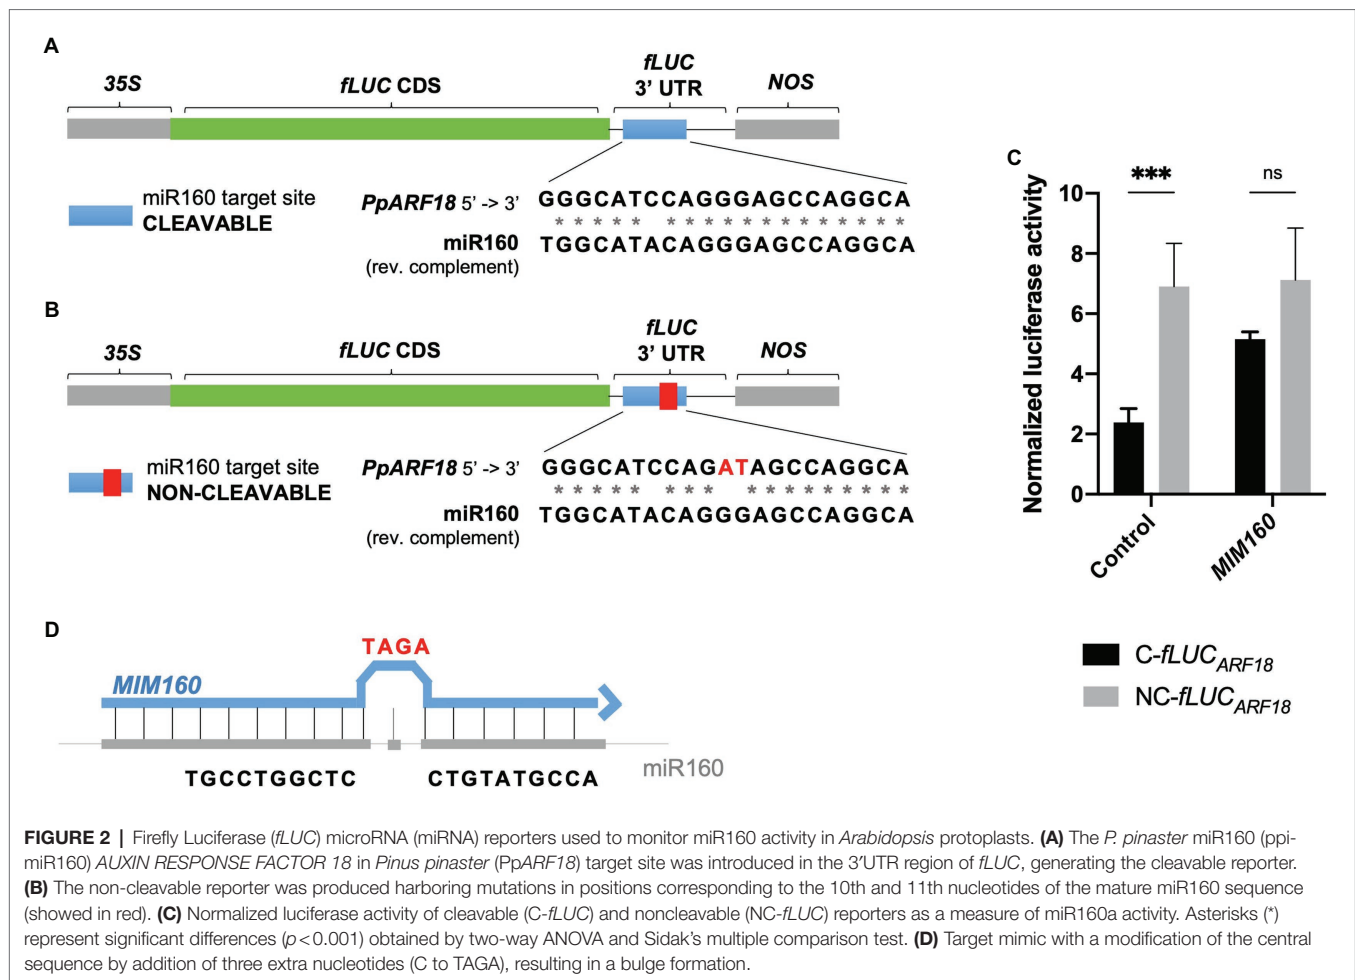 A
35S
fLUC CDS
fLUC
3' UTR
NOS
miR160 target site
CLEAVABLE
PpARF18 5' -> 3'
GGGCATCCAGGGAGCCAGGCA
* * * * * * * * * * * * * * * * * * *
miR160
(rev. complement)
TGGCATACAGGGAGCCAGGCA
B
35S
fLUC CDS
fLUC
3' UTR
NOS
miR160 target site
NON-CLEAVABLE
PpARF18 5' -> 3'
GGGCATCCAGATAGCCAGGCA
* * * * * * * * * * * * * * * * * *
miR160
(rev. complement)
TGGCATACAGGGAGCCAGGCA
C
Normalized luciferase activity
10
8
6
4
2
0
***
ns
Control
MIM160
C-fLUCARF18
NC-fLUCARF18
D
TAGA
MIM160
miR160
TGCCTGGCTC
CTGTATGCCA
FIGURE 2 | Firefly Luciferase (fLUC) microRNA (miRNA) reporters used to monitor miR160 activity in Arabidopsis protoplasts. (A) The P. pinaster miR160 (ppi-
miR160) AUXIN RESPONSE FACTOR 18 in Pinus pinaster (PpARF18) target site was introduced in the 3′UTR region of fLUC, generating the cleavable reporter.
(B) The non-cleavable reporter was produced harboring mutations in positions corresponding to the 10th and 11th nucleotides of the mature miR160 sequence
(showed in red). (C) Normalized luciferase activity of cleavable (C-fLUC) and noncleavable (NC-fLUC) reporters as a measure of miR160a activity. Asterisks (*)
represent significant differences (p<0.001) obtained by two-way ANOVA and Sidak's multiple comparison test. (D) Target mimic with a modification of the central
sequence by addition of three extra nucleotides (C to TAGA), resulting in a bulge formation.